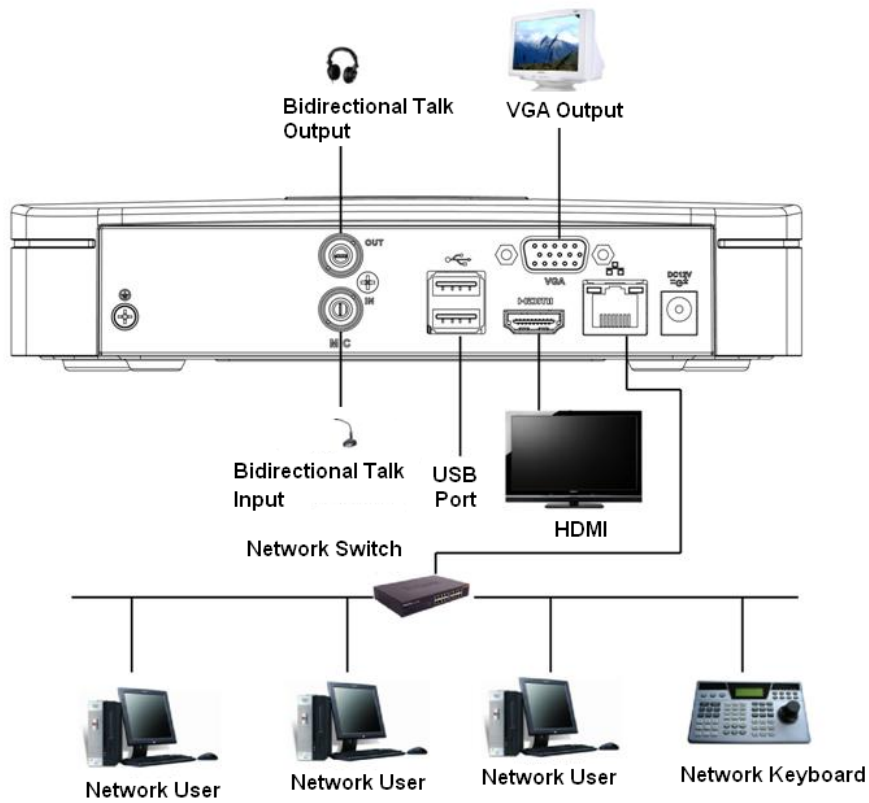 Bidirectional Talk
Output
VGA Output
OUT
IN
MIC
VGA
HDMI
DC12V
Bidirectional Talk
Input
USB
Port
HDMI
Network Switch
Network User
Network User
Network User
Network Keyboard